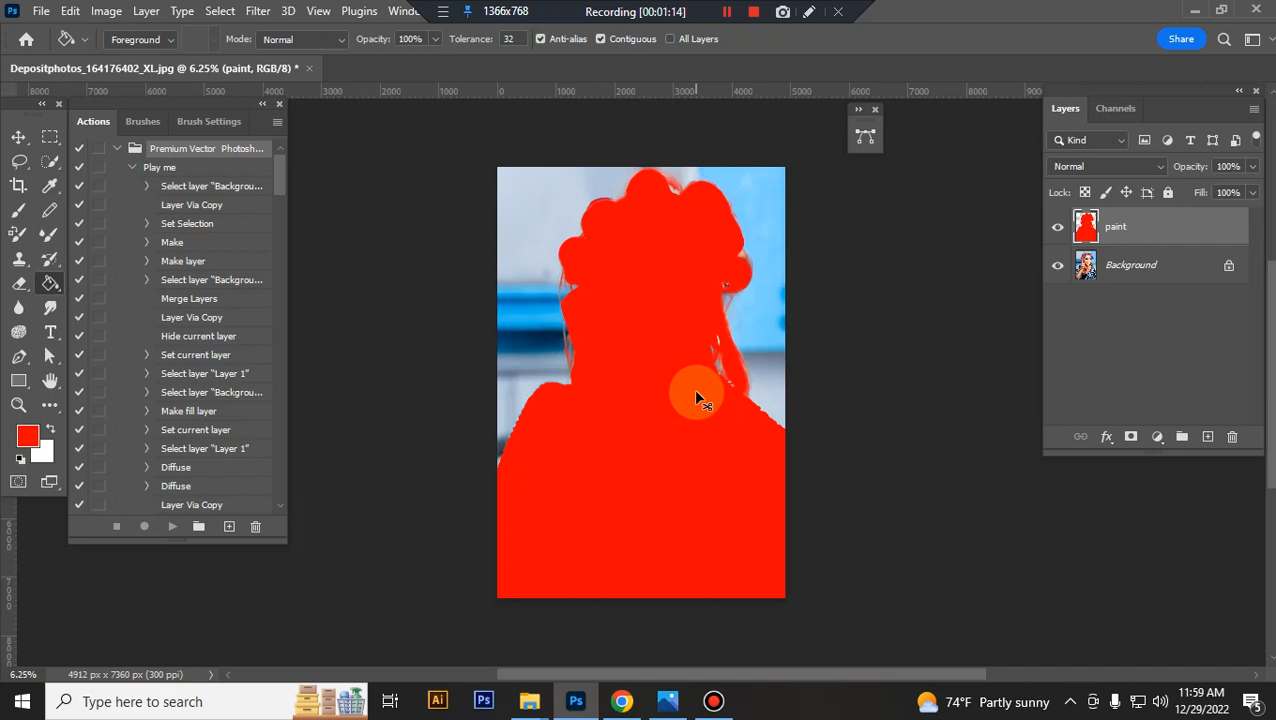 1366x768 Recording [00:01:14]
Ps File Edit Image Layer Type Select Filter 3D View Plugins Wind
Foreground Mode: Normal Opacity: 100% Tolerance: 32 Anti-alias Contiguous All Layers Share
Depositphotos_164176402_XL.jpg @ 6.25% (paint, RGB/8) *
8000 7000 6000 5000 4000 3000 2000 1000 0 1000 2000 3000 4000 5000 6000 7000 8000 900
Actions Brushes Brush Settings
Premium Vector Photosh...
Play me
Select layer "Backgrou...
Layer Via Copy
Set Selection
Make
Make layer
Select layer "Backgrou...
Merge Layers
Layer Via Copy
Hide current layer
Set current layer
Select layer "Layer 1"
Select layer "Backgrou...
Make fill layer
Set current layer
Select layer "Layer 1"
Diffuse
Diffuse
Layer Via Copy
Layers Channels
Kind
Normal Opacity: 100%
Lock: Fill: 100%
paint
Background
6.25% 4912 px x 7360 px (300 ppi)
Type here to search
Ai Ps Ps
74°F Partly sunny
11:59 AM
12/29/2022
5